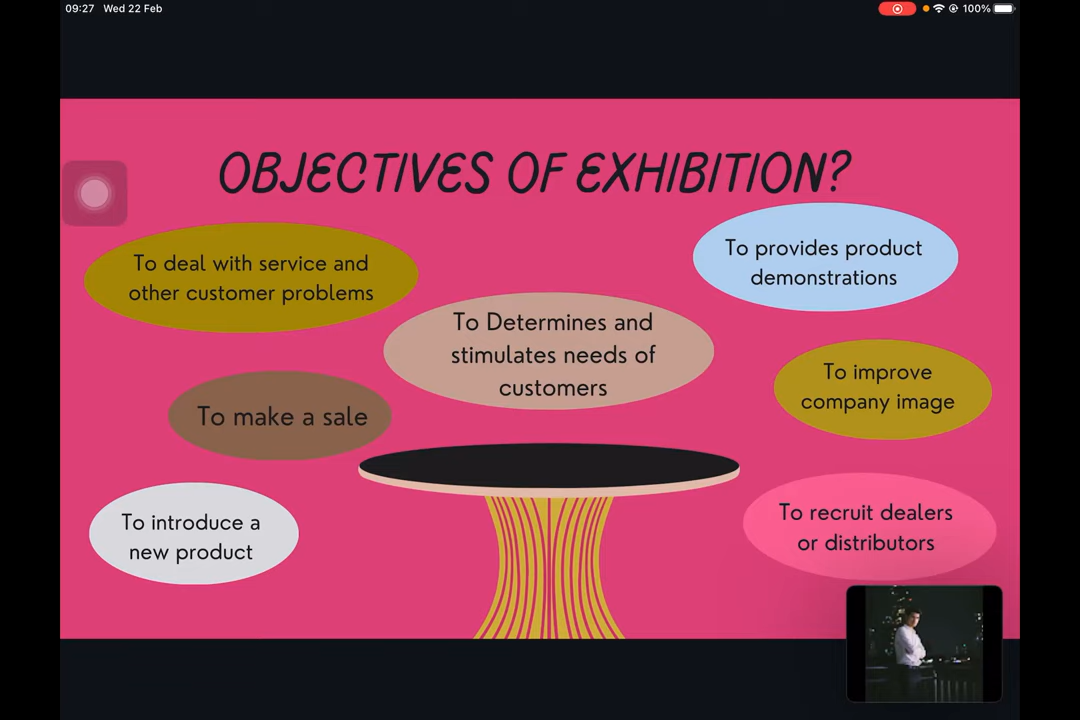 09:27 Wed 22 Feb
100%
OBJECTIVES OF EXHIBITION?
To deal with service and
other customer problems
To provides product
demonstrations
To Determines and
stimulates needs of
customers
To improve
company image
To make a sale
To introduce a
new product
To recruit dealers
or distributors